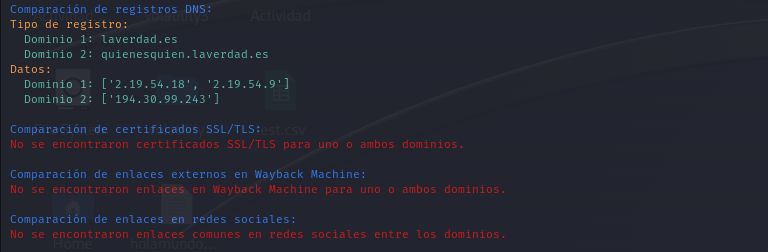 Comparación de registros DNS:
Tipo de registro:
Dominio 1: laverdad.es
Dominio 2: quienesquien.laverdad.es
Datos:
Dominio 1: ['2.19.54.18', '2.19.54.9']
Dominio 2: ['194.30.99.243']
Comparación de certificados SSL/TLS:
No se encontraron certificados SSL/TLS para uno o ambos dominios.
Comparación de enlaces externos en Wayback Machine:
No se encontraron enlaces en Wayback Machine para uno o ambos dominios.
Comparación de enlaces en redes sociales:
No se encontraron enlaces comunes en redes sociales entre los dominios.
Actividad
Home
holamundo...